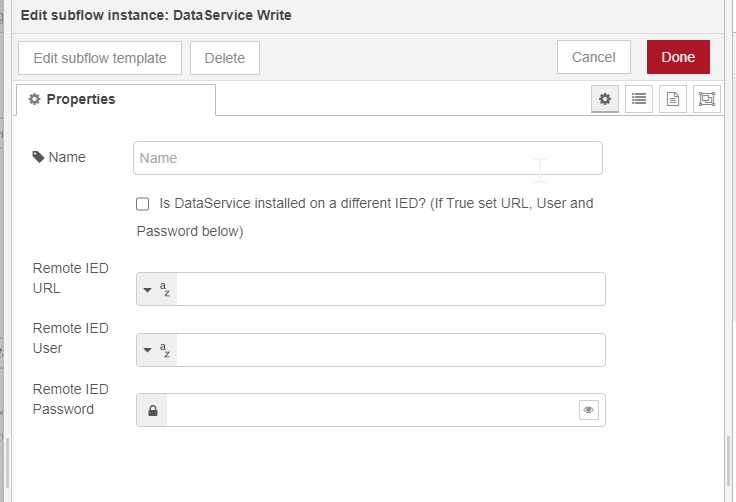 Edit subflow instance: DataService Write
Edit subflow template
Delete
Cancel
Done
Properties
Name
Name
Is DataService installed on a different IED? (If True set URL, User and
Password below)
Remote IED
URL
a
z
Remote IED
User
a
z
Remote IED
Password